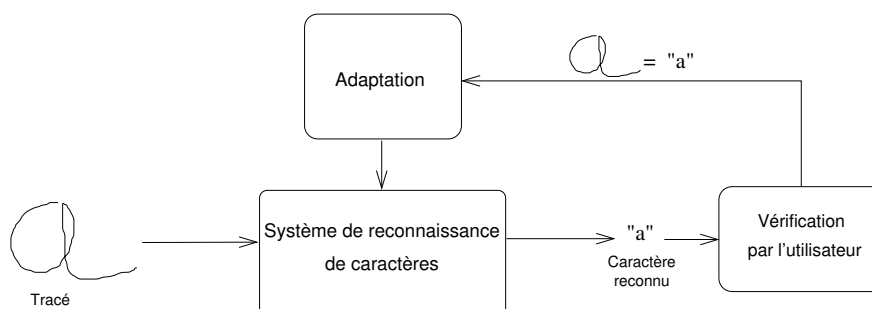 Adaptation
= "a"
Système de reconnaissance
de caractères
"a"
Caractère
reconnu
Vérification
par l'utilisateur
Tracé